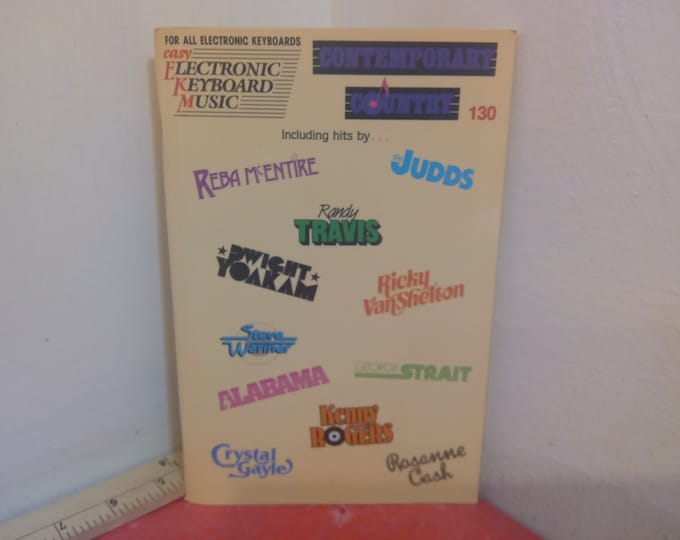 FOR ALL ELECTRONIC KEYBOARDS
easy
ELECTRONIC
KEYBOARD
MUSIC
CONTEMPORARY
COUNTRY
130
Including hits by...
REBA MCENTIRE
the JUDDS
Randy
TRAVIS
DWIGHT
YOAKAM
Ricky
VanShelton
Steve
Wariner
ALABAMA
GEORGE STRAIT
Kenny
ROGERS
Crystal
Gayle
Rosanne
Cash